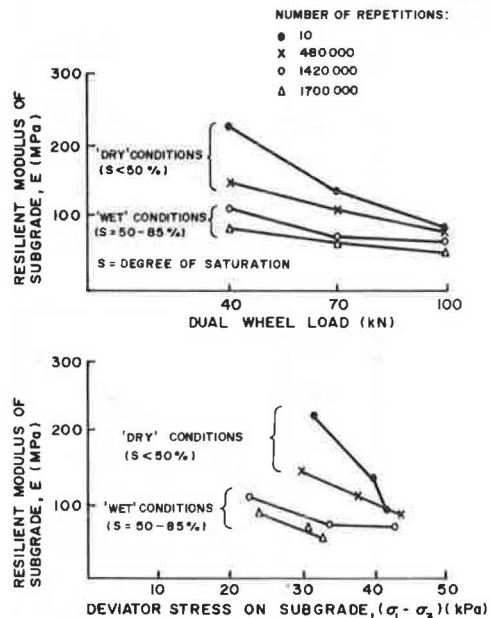 NUMBER OF REPETITIONS:
10
480000
1420000
1700000
RESILIENT MODULUS OF
SUBGRADE, E (MPa)
300
200
100
'DRY' CONDITIONS
(S<50%)
'WET' CONDITIONS
(S=50-85%)
S = DEGREE OF SATURATION
40
70
100
DUAL WHEEL LOAD (kN)
RESILIENT MODULUS OF
SUBGRADE, E (MPa)
300
200
100
'DRY' CONDITIONS
(S<50%)
'WET' CONDITIONS
(S=50-85%)
10
20
30
40
50
DEVIATOR STRESS ON SUBGRADE, (σ₁ - σ₃) (kPa)